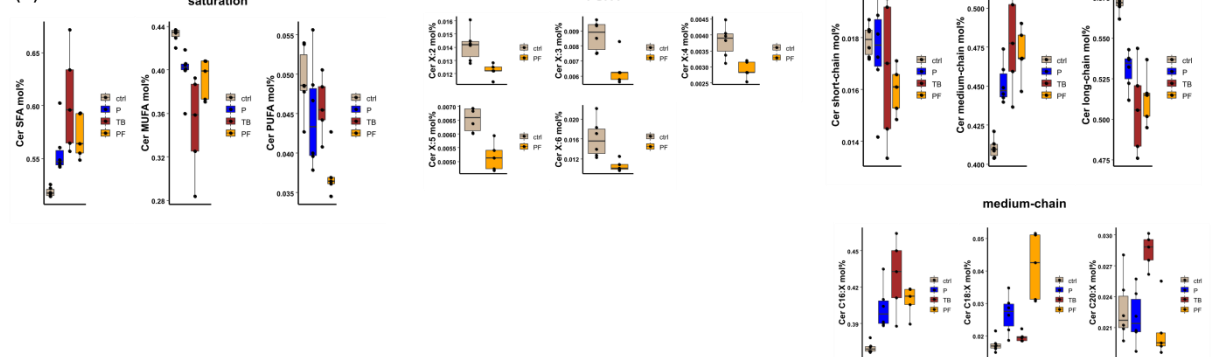 saturation
Cer SFA mol%
0.65
0.60
0.55
ctrl
P
TB
PF
Cer MUFA mol%
0.44
0.40
0.36
0.32
0.28
ctrl
P
TB
PF
Cer PUFA mol%
0.055
0.050
0.045
0.040
0.035
ctrl
P
TB
PF
Cer X:2 mol%
0.016
0.015
0.014
0.013
0.012
ctrl
PF
Cer X:3 mol%
0.009
0.008
0.007
0.006
ctrl
PF
Cer X:4 mol%
0.0045
0.0040
0.0035
0.0030
0.0025
ctrl
PF
Cer X:5 mol%
0.0070
0.0065
0.0060
0.0055
0.0050
ctrl
PF
Cer X:6 mol%
0.020
0.016
0.012
ctrl
PF
Cer short-chain mol%
0.018
0.016
0.014
ctrl
P
TB
PF
Cer medium-chain mol%
0.500
0.475
0.450
0.425
0.400
ctrl
P
TB
PF
Cer long-chain mol%
0.550
0.525
0.500
0.475
ctrl
P
TB
PF
medium-chain
Cer C16:X mol%
0.45
0.42
0.39
ctrl
P
TB
PF
Cer C18:X mol%
0.05
0.04
0.03
0.02
ctrl
P
TB
PF
Cer C20:X mol%
0.030
0.027
0.024
0.021
ctrl
P
TB
PF